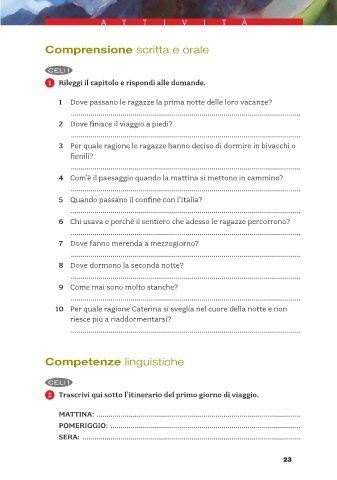 ATTIVITÀ
Comprensione scritta e orale
CELI 1
1 Rileggi il capitolo e rispondi alle domande.
1 Dove passano le ragazze la prima notte delle loro vacanze?
2 Dove finisce il viaggio a piedi?
3 Per quale ragione le ragazze hanno deciso di dormire in bivacchi o
fienili?
4 Com'è il paesaggio quando la mattina si mettono in cammino?
5 Quando passano il confine con l'Italia?
6 Chi usava e perché il sentiero che adesso le ragazze percorrono?
7 Dove fanno merenda a mezzogiorno?
8 Dove dormono la seconda notte?
9 Come mai sono molto stanche?
10 Per quale ragione Caterina si sveglia nel cuore della notte e non
riesce più a riaddormentarsi?
Competenze linguistiche
CELI 1
2 Trascrivi qui sotto l'itinerario del primo giorno di viaggio.
MATTINA:
POMERIGGIO:
SERA:
23